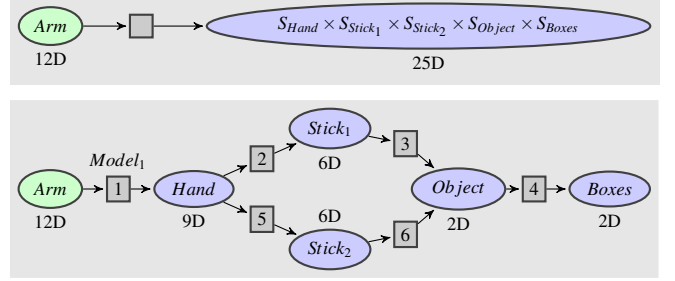 Arm
S_Hand × S_Stick₁ × S_Stick₂ × S_Object × S_Boxes
12D
25D
Stick₁
2
3
6D
Model₁
Arm
1
Hand
Object
4
Boxes
12D
9D
6D
2D
2D
5
6
Stick₂